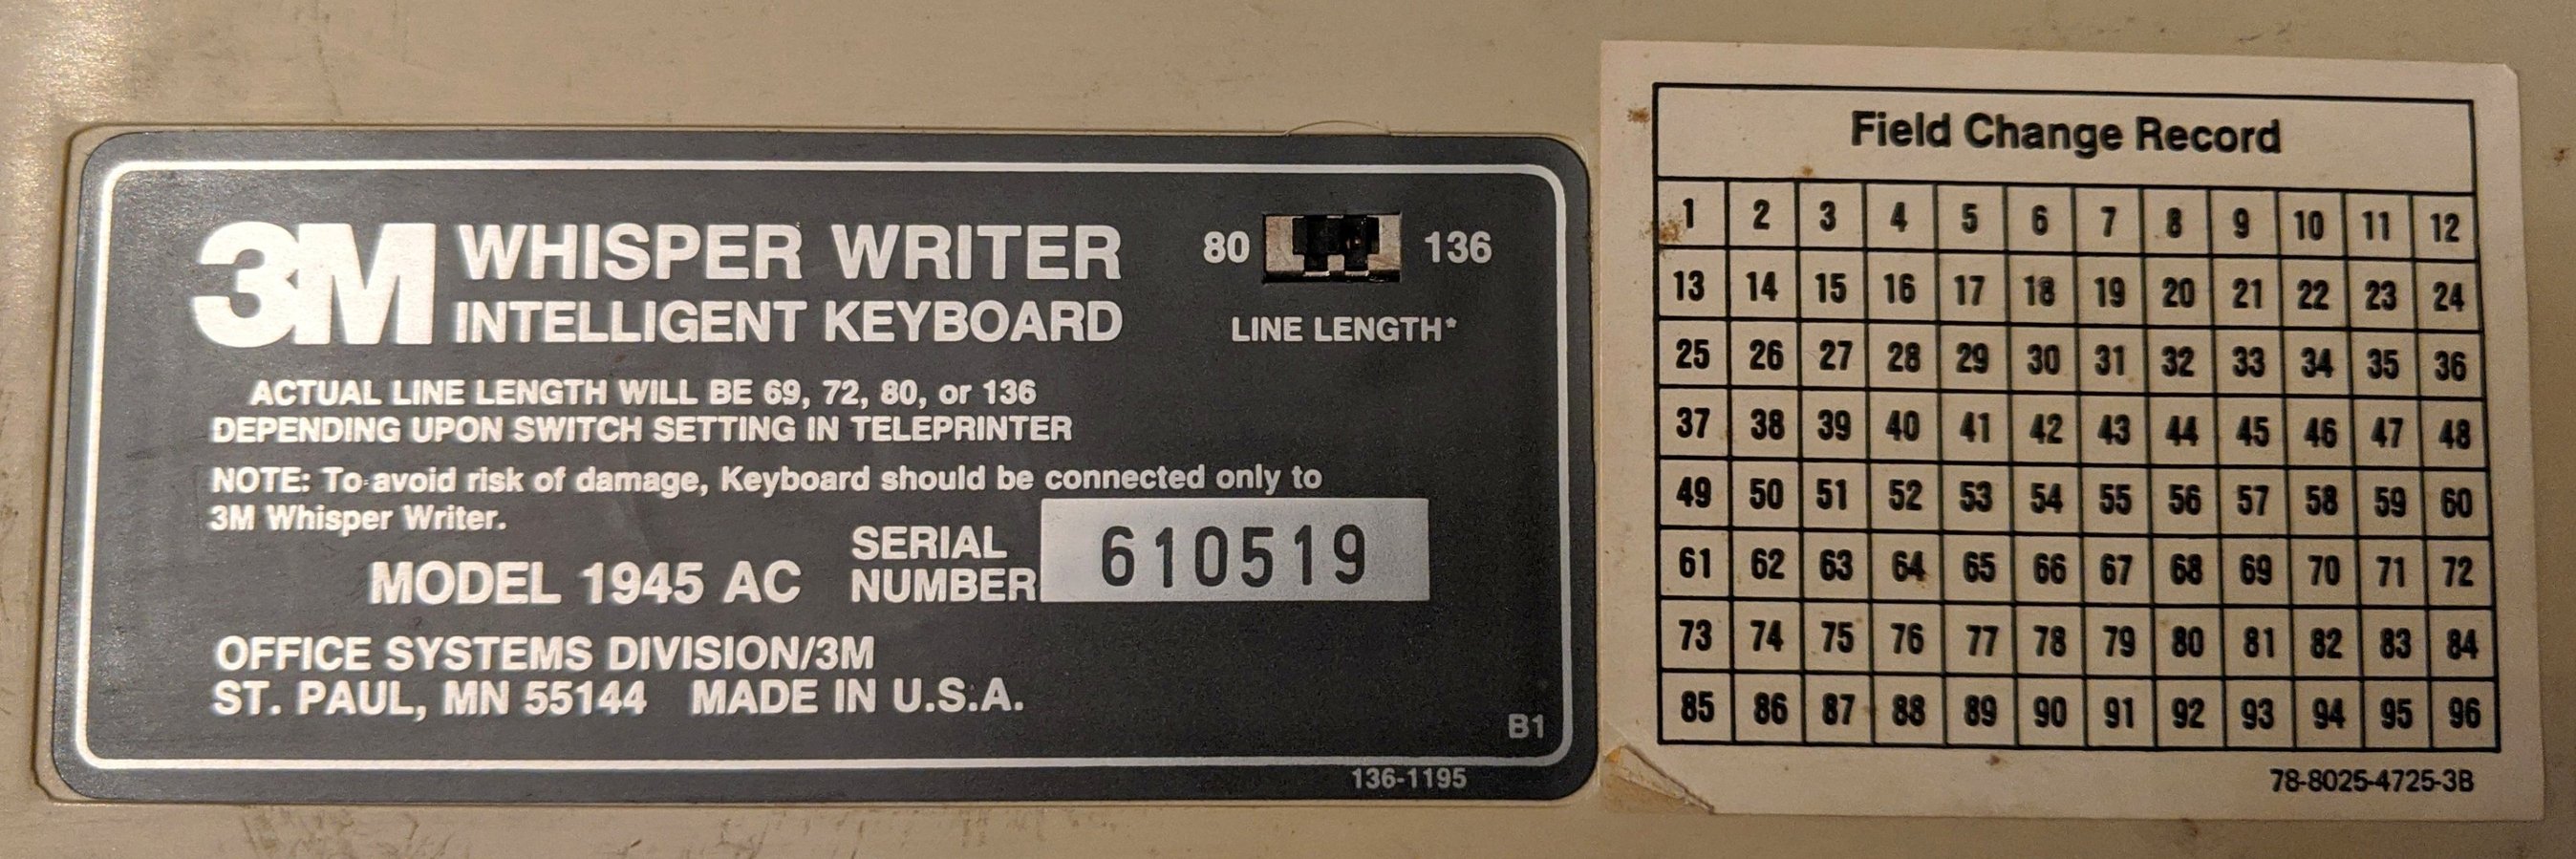 3M WHISPER WRITER
INTELLIGENT KEYBOARD
80 136
LINE LENGTH*
ACTUAL LINE LENGTH WILL BE 69, 72, 80, or 136
DEPENDING UPON SWITCH SETTING IN TELEPRINTER
NOTE: To avoid risk of damage, Keyboard should be connected only to
3M Whisper Writer.
MODEL 1945 AC
SERIAL
NUMBER
610519
OFFICE SYSTEMS DIVISION/3M
ST. PAUL, MN 55144 MADE IN U.S.A.
B1
136-1195
Field Change Record
1 2 3 4 5 6 7 8 9 10 11 12
13 14 15 16 17 18 19 20 21 22 23 24
25 26 27 28 29 30 31 32 33 34 35 36
37 38 39 40 41 42 43 44 45 46 47 48
49 50 51 52 53 54 55 56 57 58 59 60
61 62 63 64 65 66 67 68 69 70 71 72
73 74 75 76 77 78 79 80 81 82 83 84
85 86 87 88 89 90 91 92 93 94 95 96
78-8025-4725-3B